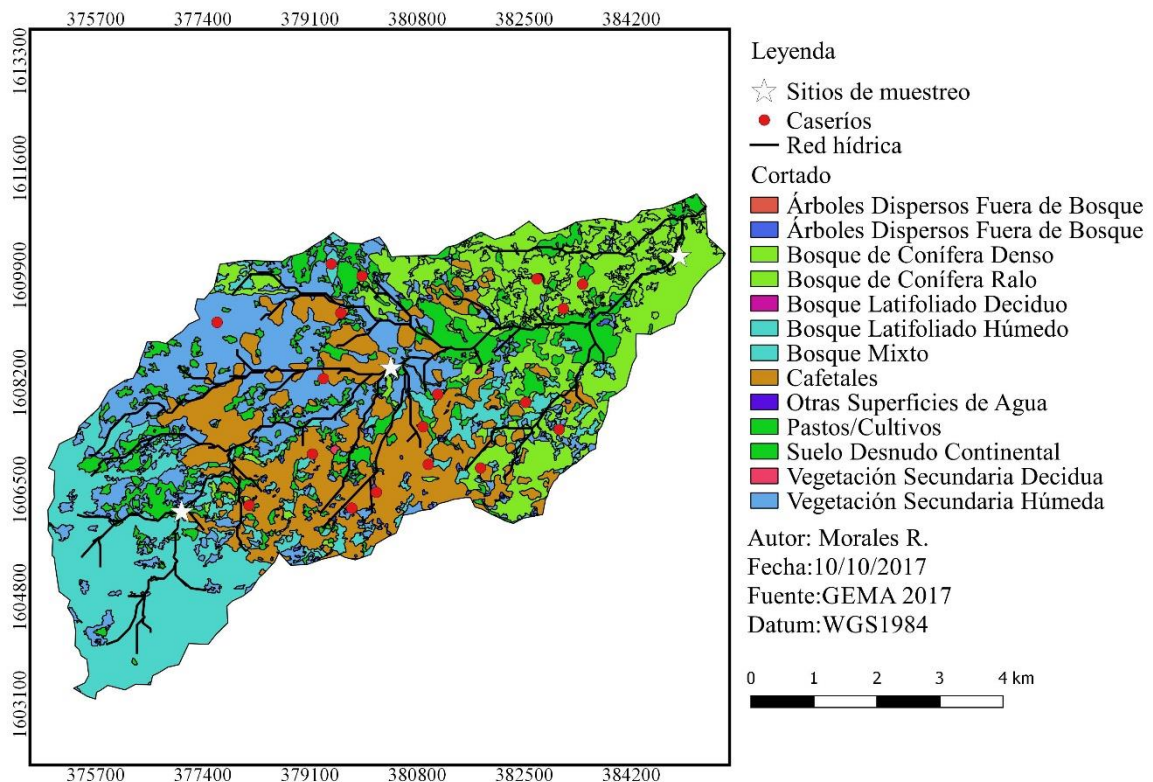 375700 377400 379100 380800 382500 384200
1613300
1611600
1609900
1608200
1606500
1604800
1603100
375700 377400 379100 380800 382500 384200
Leyenda
Sitios de muestreo
Caseríos
Red hídrica
Cortado
Árboles Dispersos Fuera de Bosque
Árboles Dispersos Fuera de Bosque
Bosque de Conífera Denso
Bosque de Conífera Ralo
Bosque Latifoliado Deciduo
Bosque Latifoliado Húmedo
Bosque Mixto
Cafetales
Otras Superficies de Agua
Pastos/Cultivos
Suelo Desnudo Continental
Vegetación Secundaria Decidua
Vegetación Secundaria Húmeda
Autor: Morales R.
Fecha:10/10/2017
Fuente:GEMA 2017
Datum:WGS1984
0 1 2 3 4 km